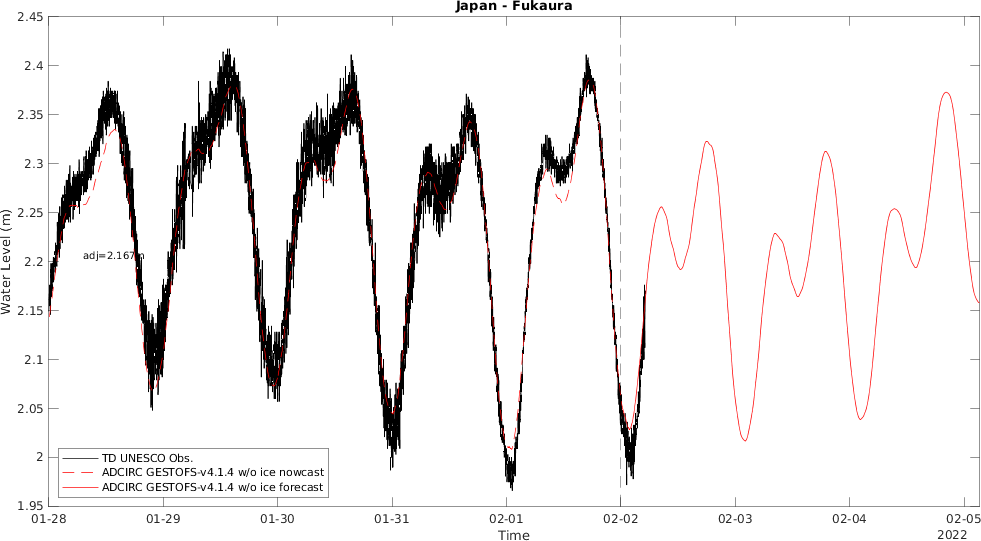 Japan - Fukaura
2.45
2.4
2.35
2.3
2.25
2.2
2.15
2.1
2.05
2
1.95
Water Level (m)
adj=2.167m
TD UNESCO Obs.
ADCIRC GESTOFS-v4.1.4 w/o ice nowcast
ADCIRC GESTOFS-v4.1.4 w/o ice forecast
01-28 01-29 01-30 01-31 02-01 02-02 02-03 02-04 02-05
Time
2022